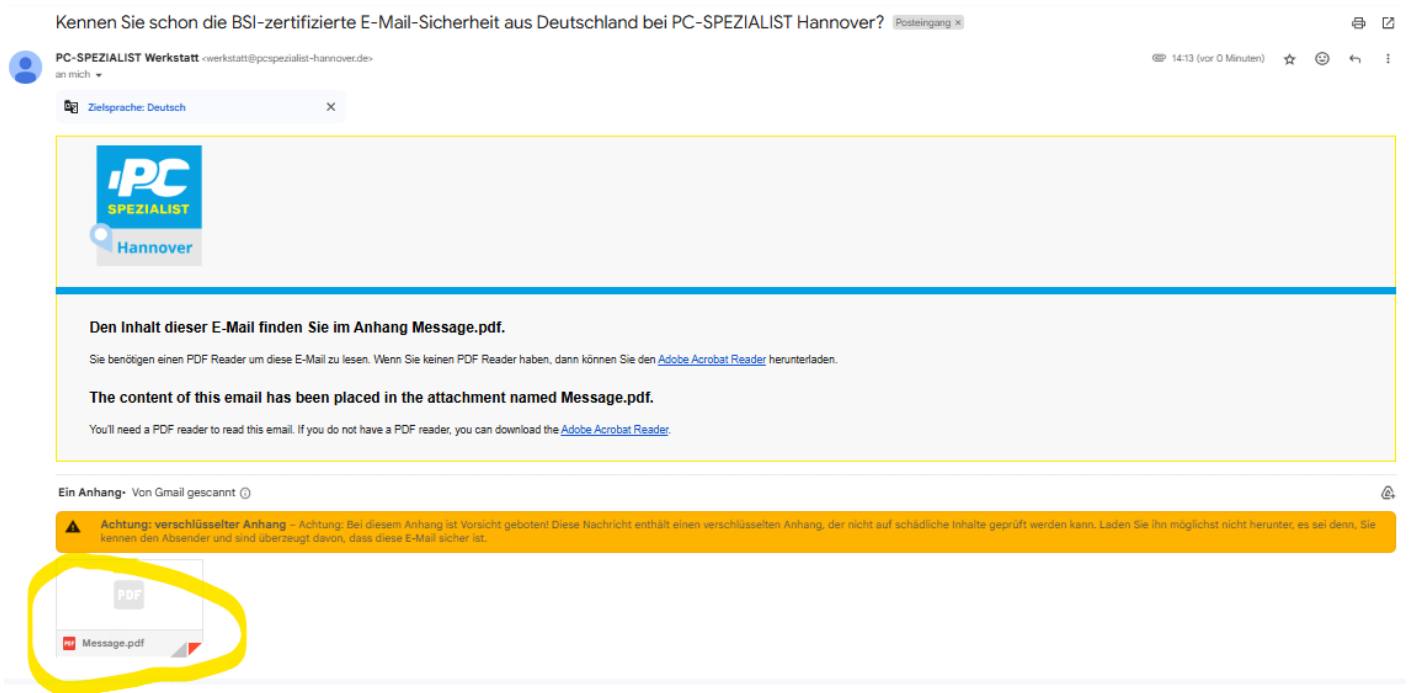 Kennen Sie schon die BSI-zertifizierte E-Mail-Sicherheit aus Deutschland bei PC-SPEZIALIST Hannover? Posteingang ×
PC-SPEZIALIST Werkstatt <werkstatt@pcspezialist-hannover.de>
14:13 (vor 0 Minuten)
an mich
Zielsprache: Deutsch
PC
SPEZIALIST
Hannover
Den Inhalt dieser E-Mail finden Sie im Anhang Message.pdf.
Sie benötigen einen PDF Reader um diese E-Mail zu lesen. Wenn Sie keinen PDF Reader haben, dann können Sie den Adobe Acrobat Reader herunterladen.
The content of this email has been placed in the attachment named Message.pdf.
You'll need a PDF reader to read this email. If you do not have a PDF reader, you can download the Adobe Acrobat Reader.
Ein Anhang• Von Gmail gescannt
Achtung: verschlüsselter Anhang – Achtung: Bei diesem Anhang ist Vorsicht geboten! Diese Nachricht enthält einen verschlüsselten Anhang, der nicht auf schädliche Inhalte geprüft werden kann. Laden Sie ihn möglichst nicht herunter, es sei denn, Sie
kennen den Absender und sind überzeugt davon, dass diese E-Mail sicher ist.
PDF
PDF Message.pdf